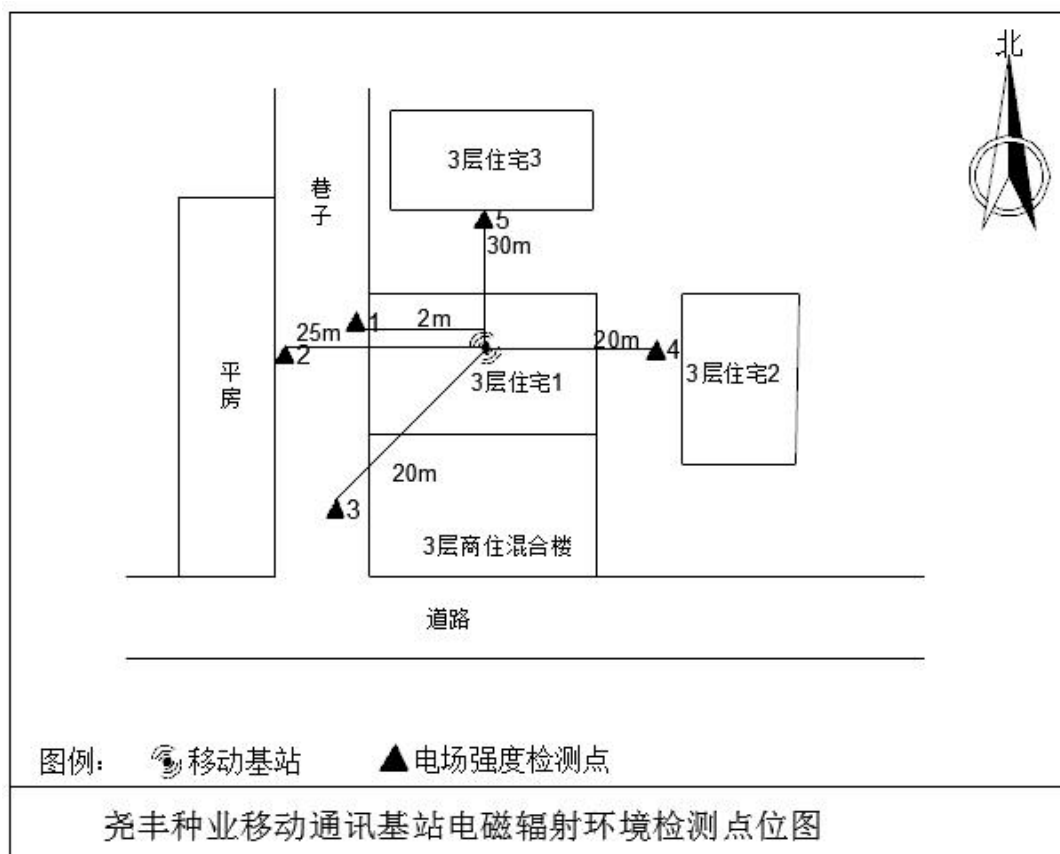 北
3层住宅3
巷子
5
30m
1
2m
25m
2
20m
4
平房
3层住宅1
3层住宅2
20m
3
3层商住混合楼
道路
图例：
移动基站
电场强度检测点
尧丰种业移动通讯基站电磁辐射环境检测点位图